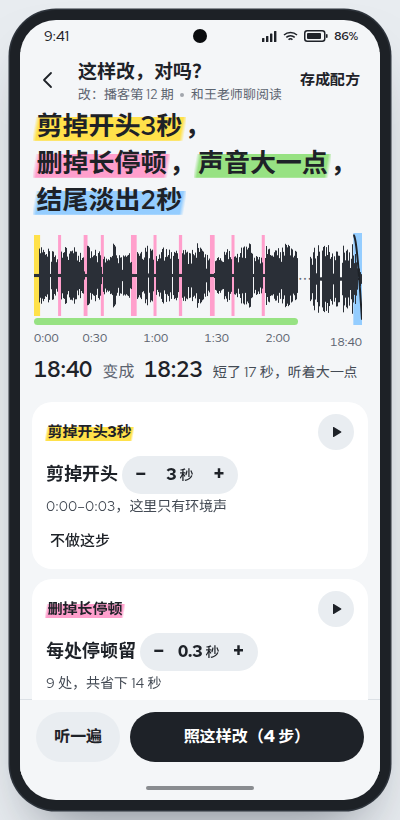 9:41
86%
这样改，对吗？
改：播客第 12 期 • 和王老师聊阅读
存成配方
剪掉开头3秒，
删掉长停顿，声音大一点，
结尾淡出2秒
0:00 0:30 1:00 1:30 2:00 18:40
18:40 变成 18:23 短了 17 秒，听着大一点
剪掉开头3秒
剪掉开头 − 3 秒 +
0:00–0:03，这里只有环境声
不做这步
删掉长停顿
每处停顿留 − 0.3 秒 +
9 处，共省下 14 秒
听一遍
照这样改（4 步）